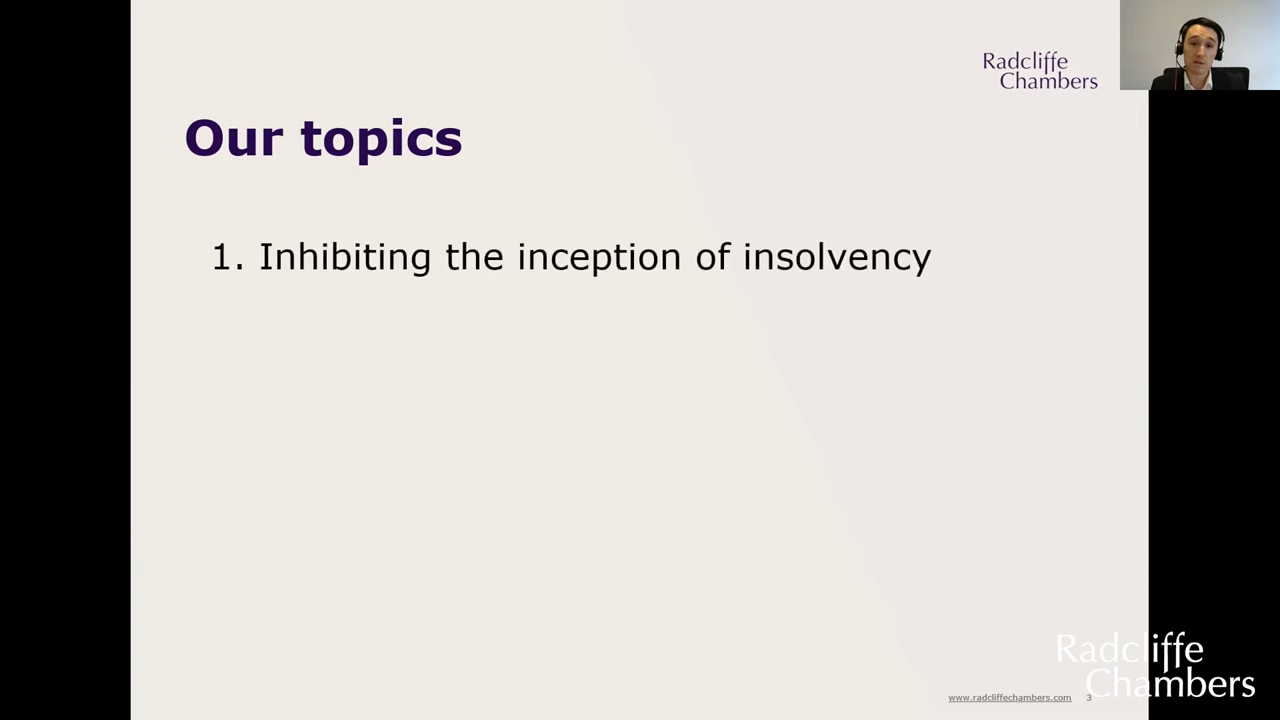 Radcliffe
Chambers
Our topics
1. Inhibiting the inception of insolvency
www.radcliffechambers.com 3
Radcliffe
Chambers